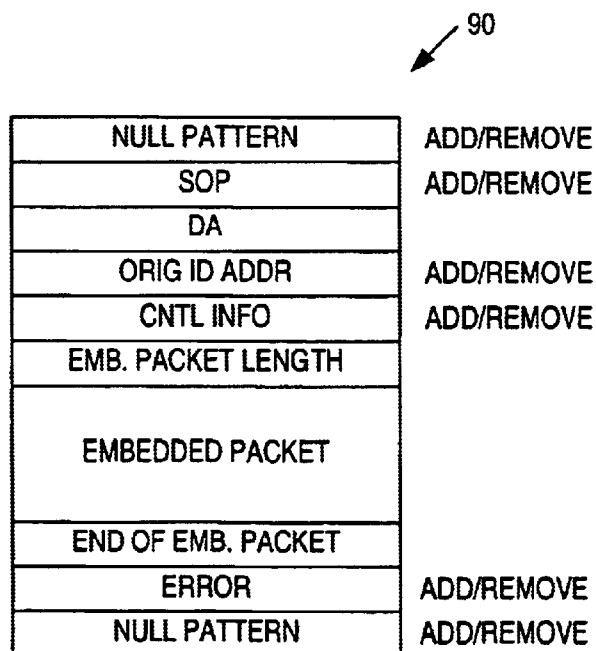 90
NULL PATTERN ADD/REMOVE
SOP ADD/REMOVE
DA
ORIG ID ADDR ADD/REMOVE
CNTL INFO ADD/REMOVE
EMB. PACKET LENGTH
EMBEDDED PACKET
END OF EMB. PACKET
ERROR ADD/REMOVE
NULL PATTERN ADD/REMOVE